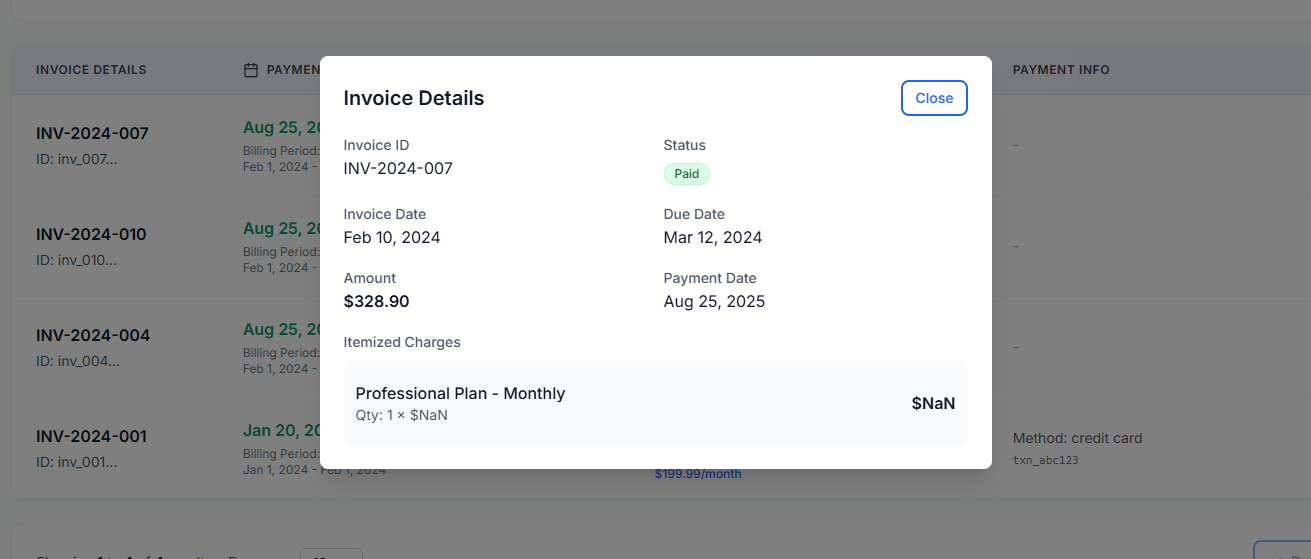 INVOICE DETAILS
PAYMEN
PAYMENT INFO
Invoice Details
Close
Invoice ID
Status
INV-2024-007
Paid
Invoice Date
Due Date
Feb 10, 2024
Mar 12, 2024
Amount
Payment Date
$328.90
Aug 25, 2025
Itemized Charges
Professional Plan - Monthly
Qty: 1 × $NaN
$NaN
INV-2024-007
ID: inv_007...
Aug 25, 20
Billing Period:
Feb 1, 2024 -
-
INV-2024-010
ID: inv_010...
Aug 25, 20
Billing Period:
Feb 1, 2024 -
-
INV-2024-004
ID: inv_004...
Aug 25, 20
Billing Period:
Feb 1, 2024 -
-
INV-2024-001
ID: inv_001...
Jan 20, 20
Billing Period:
Jan 1, 2024 - Feb 1, 2024
$199.99/month
Method: credit card
txn_abc123